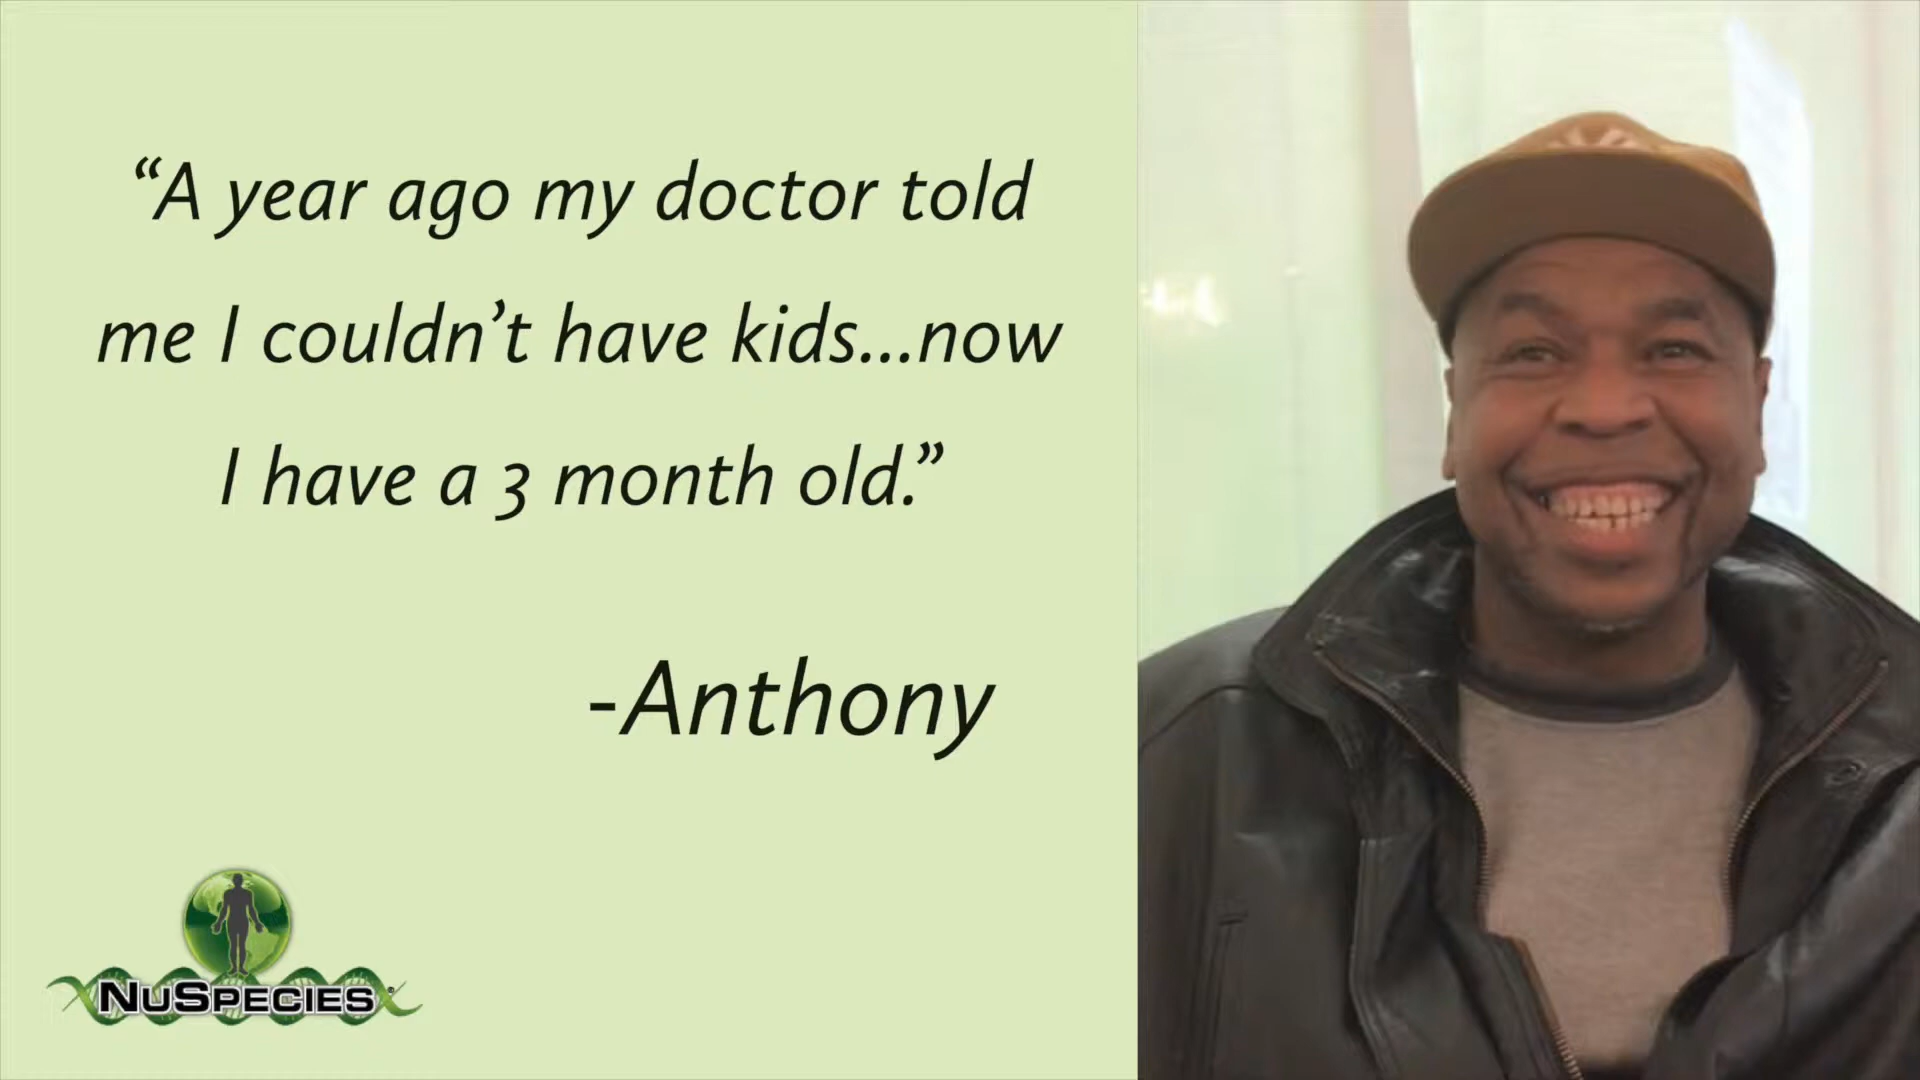 “A year ago my doctor told
me I couldn’t have kids...now
I have a 3 month old.”
-Anthony
NuSpecies®